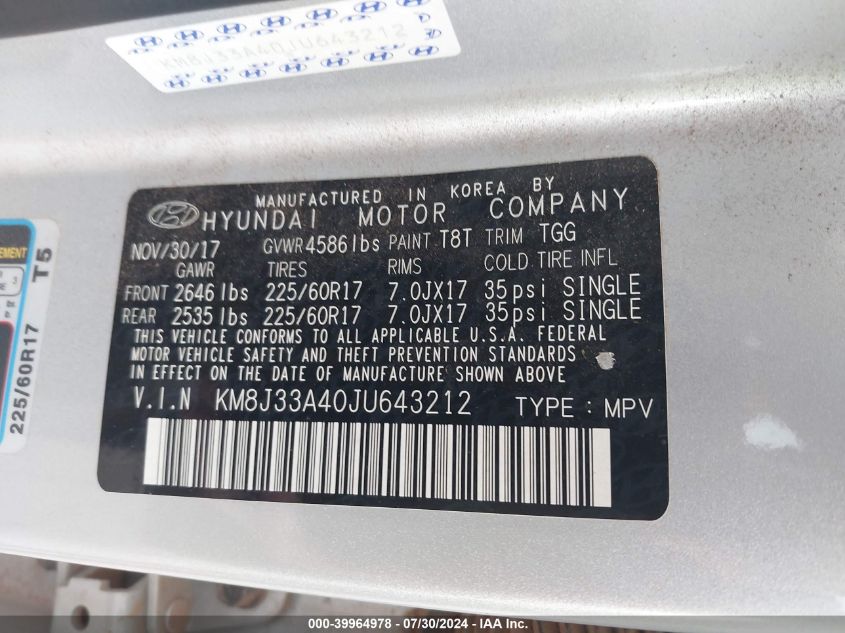 KM8J33A40JU643212
MANUFACTURED IN KOREA BY
HYUNDAI MOTOR COMPANY
NOV/30/17 GVWR 4586 lbs PAINT T8T TRIM TGG
GAWR TIRES RIMS COLD TIRE INFL
FRONT 2646 lbs 225/60R17 7.0JX17 35psi SINGLE
REAR 2535 lbs 225/60R17 7.0JX17 35psi SINGLE
THIS VEHICLE CONFORMS TO ALL APPLICABLE U.S.A. FEDERAL
MOTOR VEHICLE SAFETY AND THEFT PREVENTION STANDARDS
IN EFFECT ON THE DATE OF MANUFACTURE SHOWN ABOVE
V.I.N KM8J33A40JU643212 TYPE : MPV
225/60R17 T5
000-39964978 - 07/30/2024 - IAA Inc.